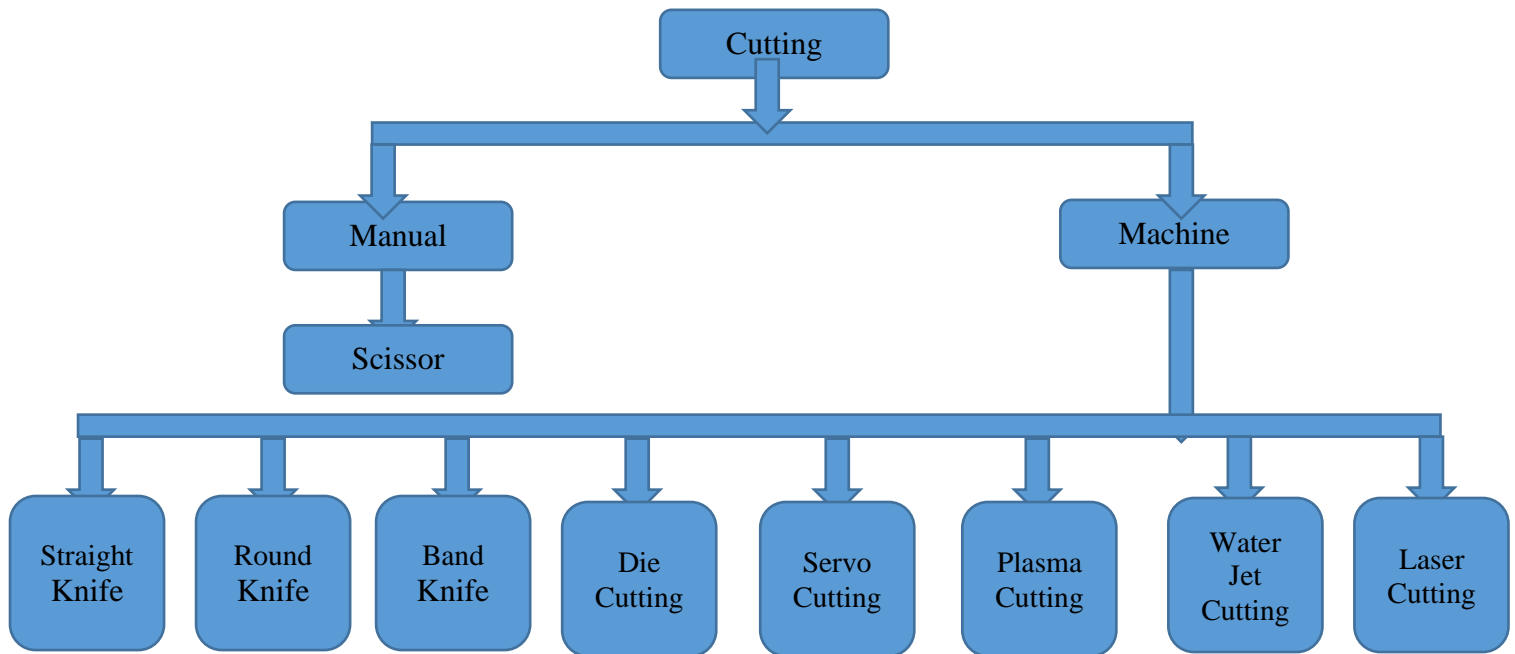 Cutting
Manual
Machine
Scissor
Straight
Knife
Round
Knife
Band
Knife
Die
Cutting
Servo
Cutting
Plasma
Cutting
Water
Jet
Cutting
Laser
Cutting